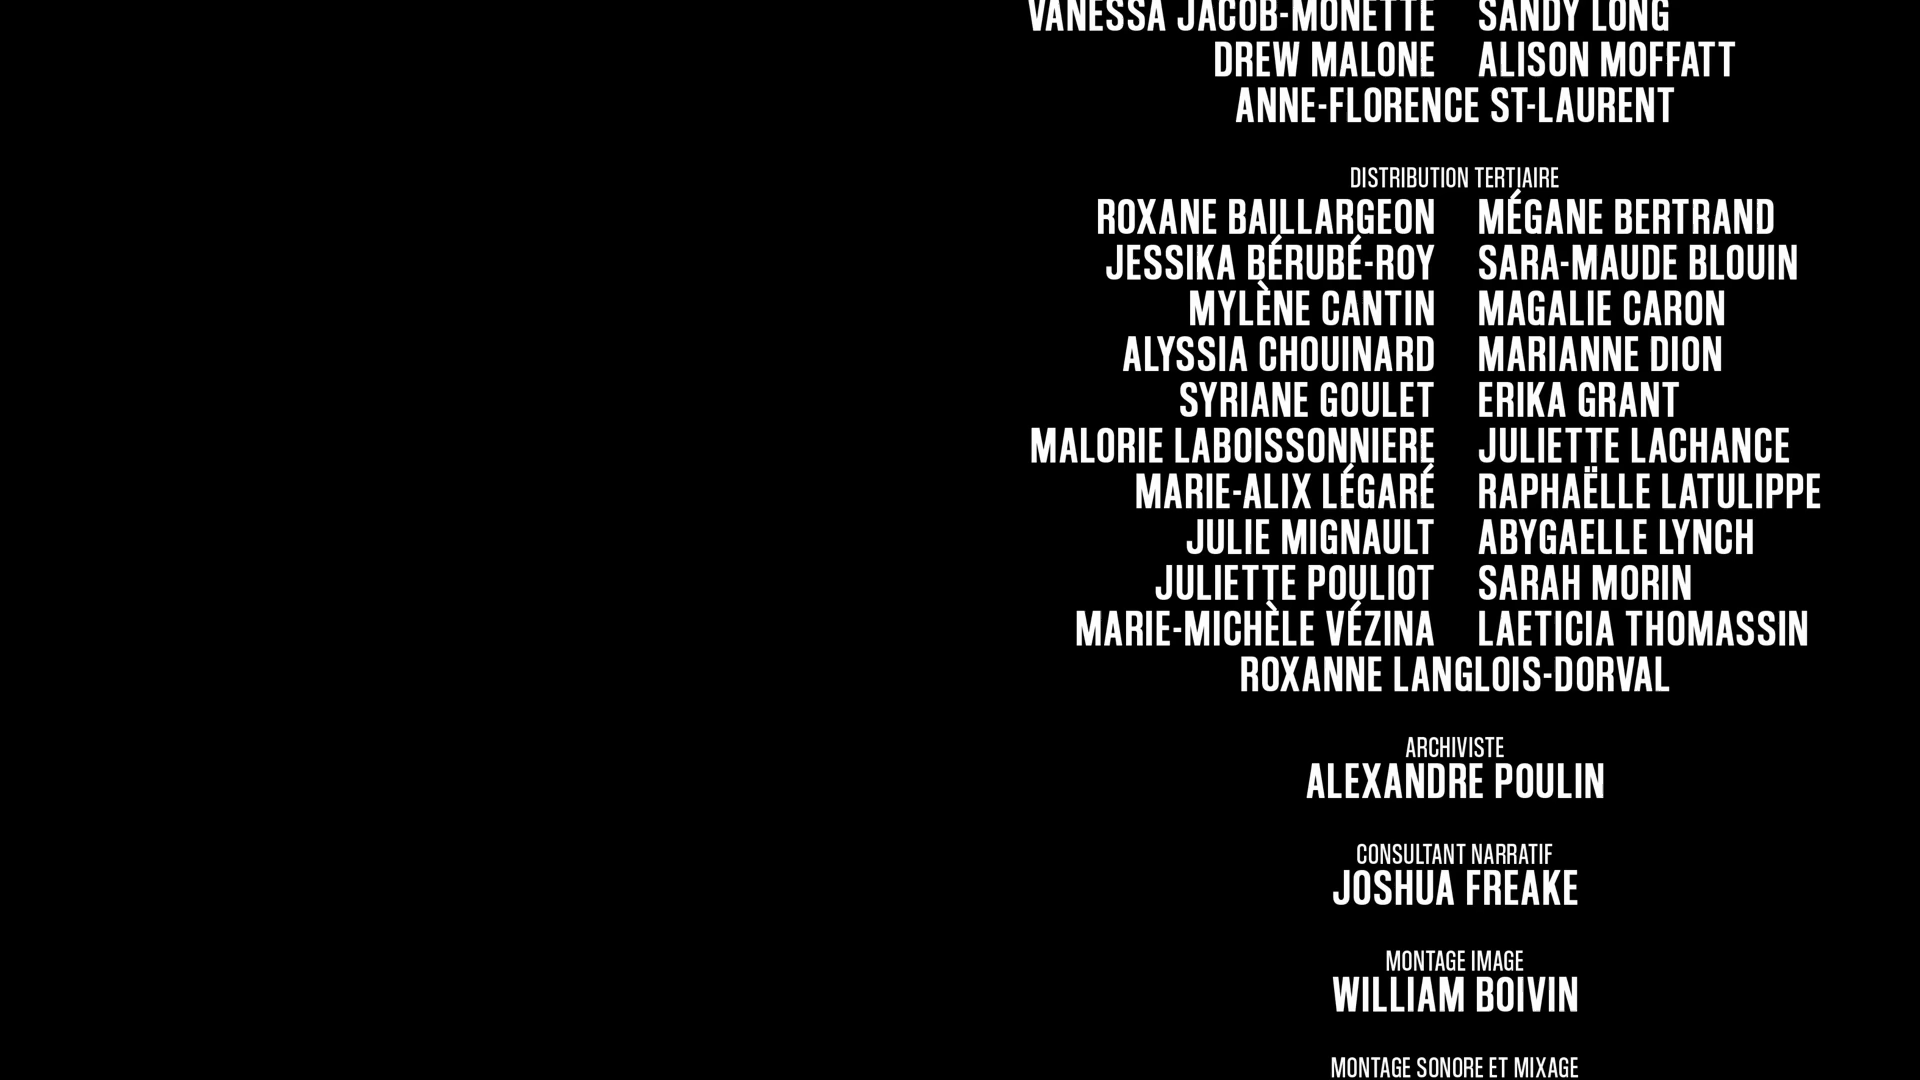 VANESSA JACOB-MONETTE SANDY LONG
DREW MALONE ALISON MOFFATT
ANNE-FLORENCE ST-LAURENT
DISTRIBUTION TERTIAIRE
ROXANE BAILLARGEON MÉGANE BERTRAND
JESSIKA BÉRUBÉ-ROY SARA-MAUDE BLOUIN
MYLÈNE CANTIN MAGALIE CARON
ALYSSIA CHOUINARD MARIANNE DION
SYRIANE GOULET ERIKA GRANT
MALORIE LABOISSONNIERE JULIETTE LACHANCE
MARIE-ALIX LÉGARÉ RAPHAËLLE LATULIPPE
JULIE MIGNAULT ABYGAELLE LYNCH
JULIETTE POULIOT SARAH MORIN
MARIE-MICHÈLE VÉZINA LAETICIA THOMASSIN
ROXANNE LANGLOIS-DORVAL
ARCHIVISTE
ALEXANDRE POULIN
CONSULTANT NARRATIF
JOSHUA FREAKE
MONTAGE IMAGE
WILLIAM BOIVIN
MONTAGE SONORE ET MIXAGE